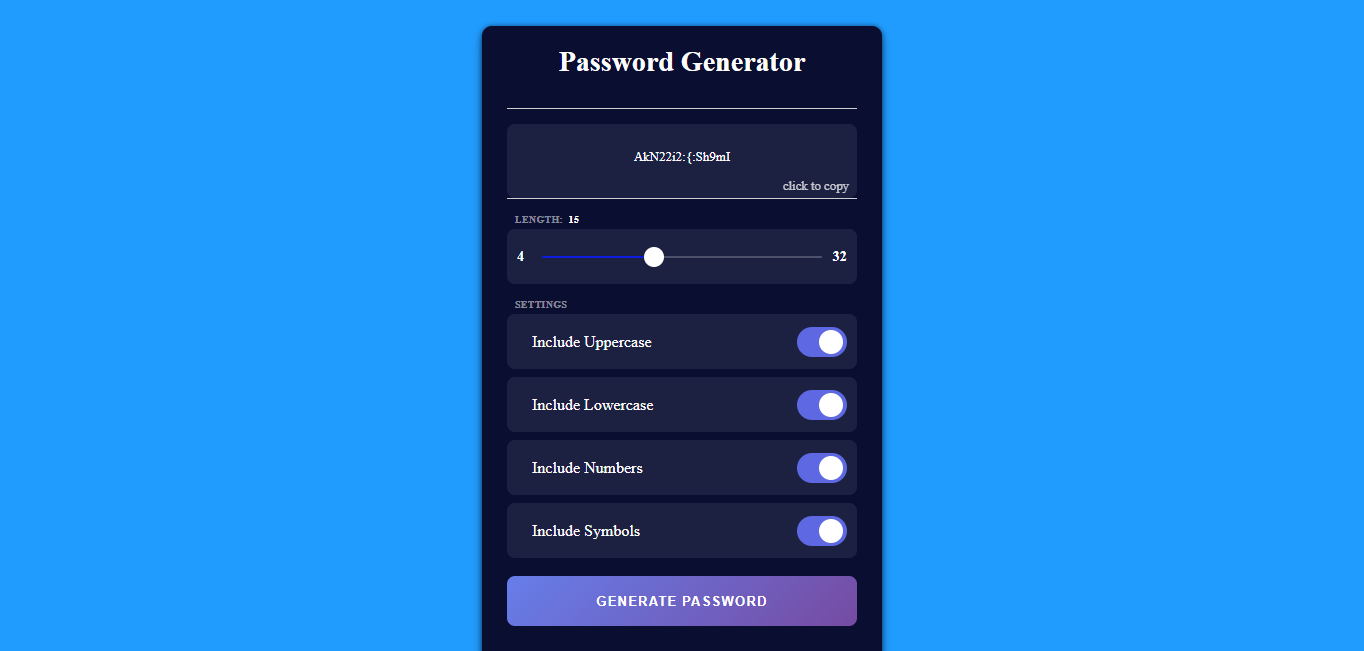 Password Generator
AkN22i2:{:Sh9mI
click to copy
LENGTH: 15
4 32
SETTINGS
Include Uppercase
Include Lowercase
Include Numbers
Include Symbols
GENERATE PASSWORD